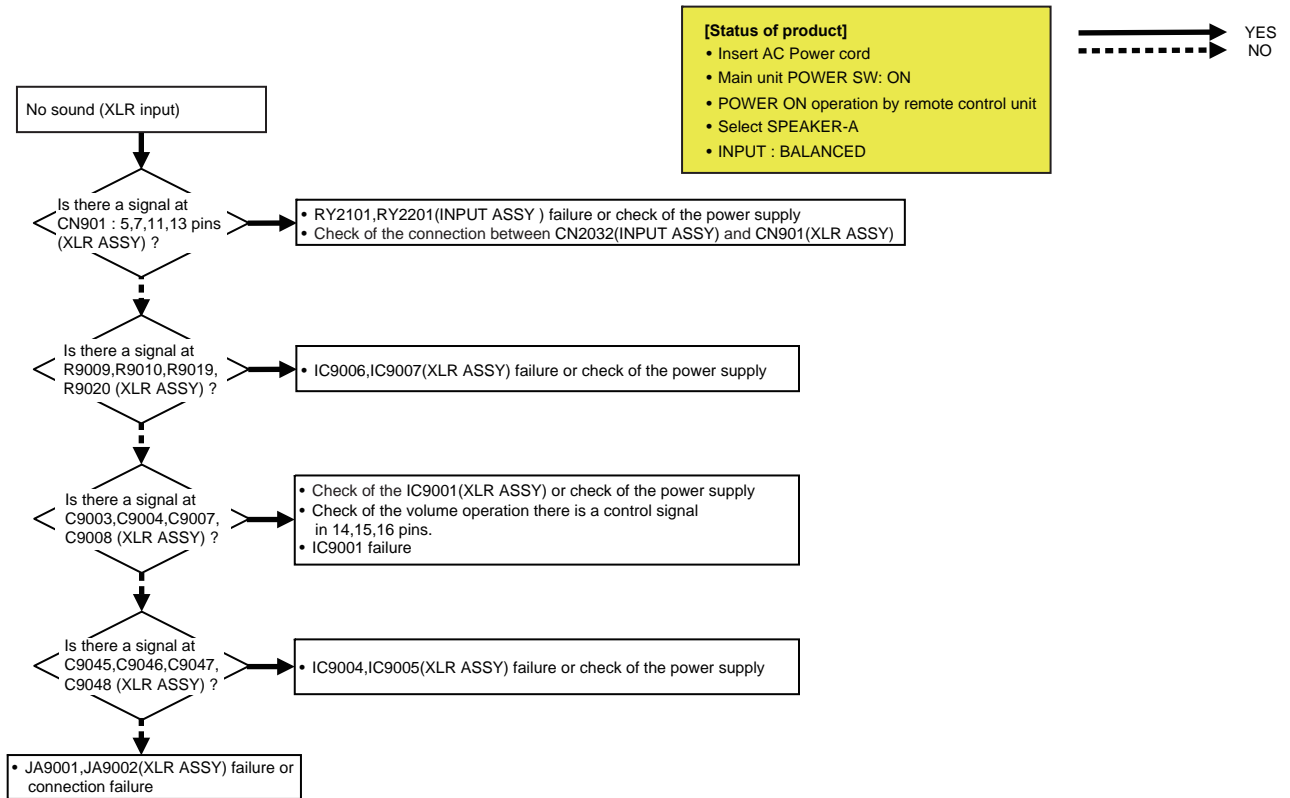 [Status of product]
• Insert AC Power cord
• Main unit POWER SW: ON
• POWER ON operation by remote control unit
• Select SPEAKER-A
• INPUT : BALANCED
YES
NO
No sound (XLR input)
Is there a signal at
CN901 : 5,7,11,13 pins
(XLR ASSY) ?
• RY2101,RY2201(INPUT ASSY ) failure or check of the power supply
• Check of the connection between CN2032(INPUT ASSY) and CN901(XLR ASSY)
Is there a signal at
R9009,R9010,R9019,
R9020 (XLR ASSY) ?
• IC9006,IC9007(XLR ASSY) failure or check of the power supply
Is there a signal at
C9003,C9004,C9007,
C9008 (XLR ASSY) ?
• Check of the IC9001(XLR ASSY) or check of the power supply
• Check of the volume operation there is a control signal
in 14,15,16 pins.
• IC9001 failure
Is there a signal at
C9045,C9046,C9047,
C9048 (XLR ASSY) ?
• IC9004,IC9005(XLR ASSY) failure or check of the power supply
• JA9001,JA9002(XLR ASSY) failure or
connection failure